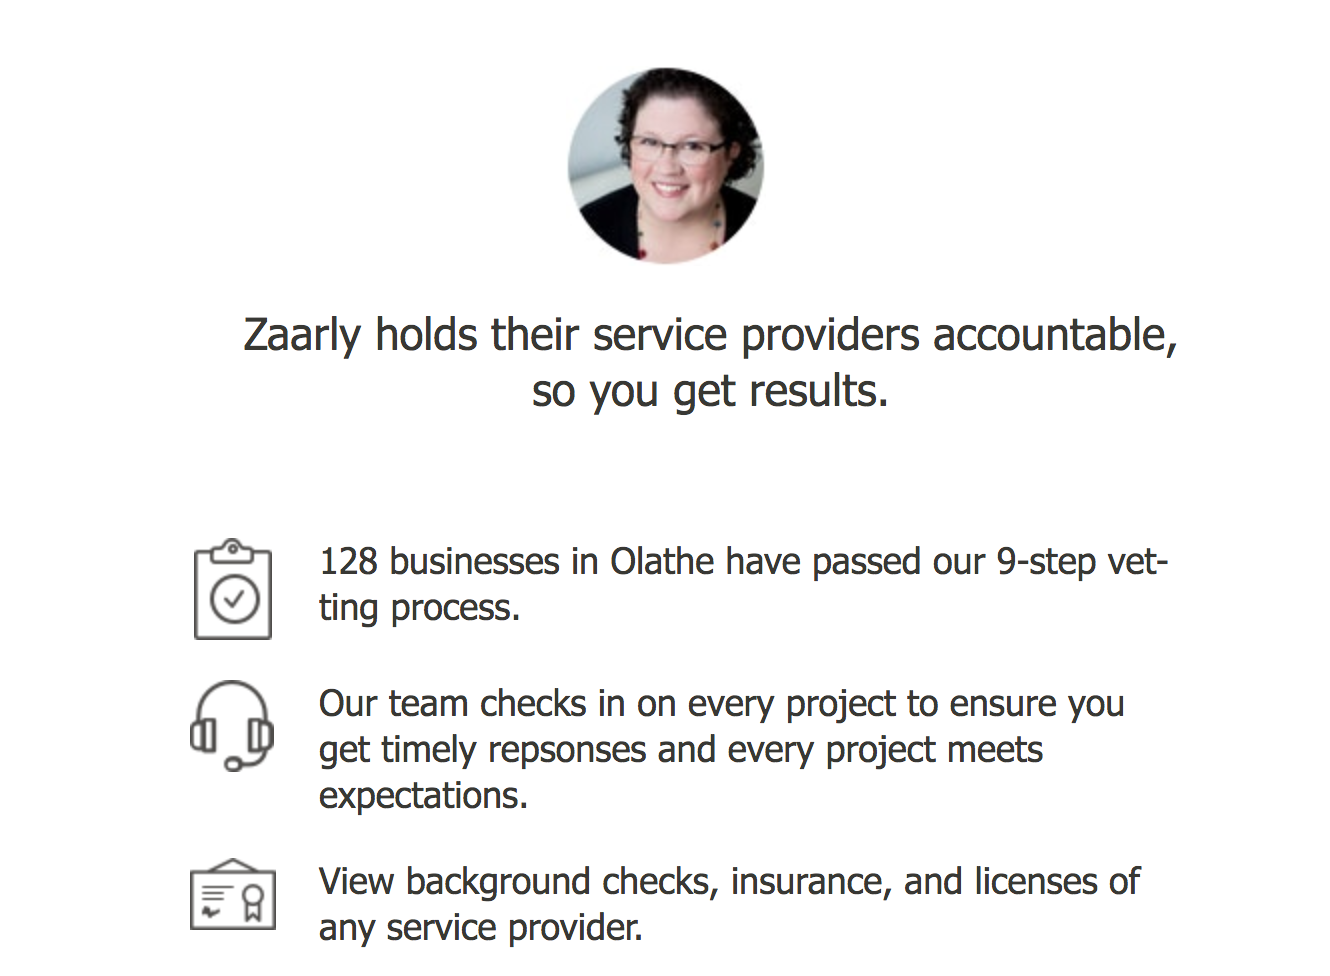 Zaarly holds their service providers accountable,
so you get results.
128 businesses in Olathe have passed our 9-step vet-
ting process.
Our team checks in on every project to ensure you
get timely repsonses and every project meets
expectations.
View background checks, insurance, and licenses of
any service provider.